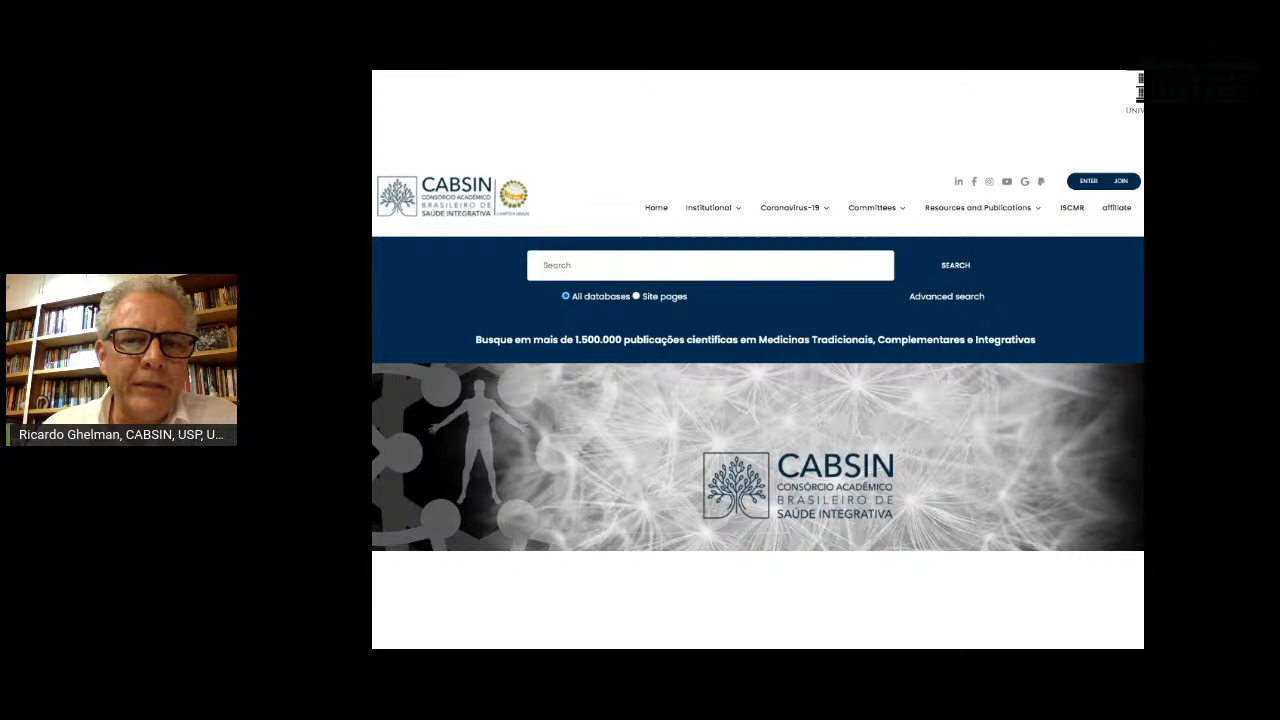 UNIV
CABSIN
CONSÓRCIO ACADÊMICO
BRASILEIRO DE
SAÚDE INTEGRATIVA
ENTER JOIN
Home Institutional Coronavirus-19 Committees Resources and Publications ISCMR affiliate
Search
SEARCH
All databases Site pages
Advanced search
Busque em mais de 1.500.000 publicações científicas em Medicinas Tradicionais, Complementares e Integrativas
CABSIN
CONSÓRCIO ACADÊMICO
BRASILEIRO DE
SAÚDE INTEGRATIVA
Ricardo Ghelman, CABSIN, USP, U...